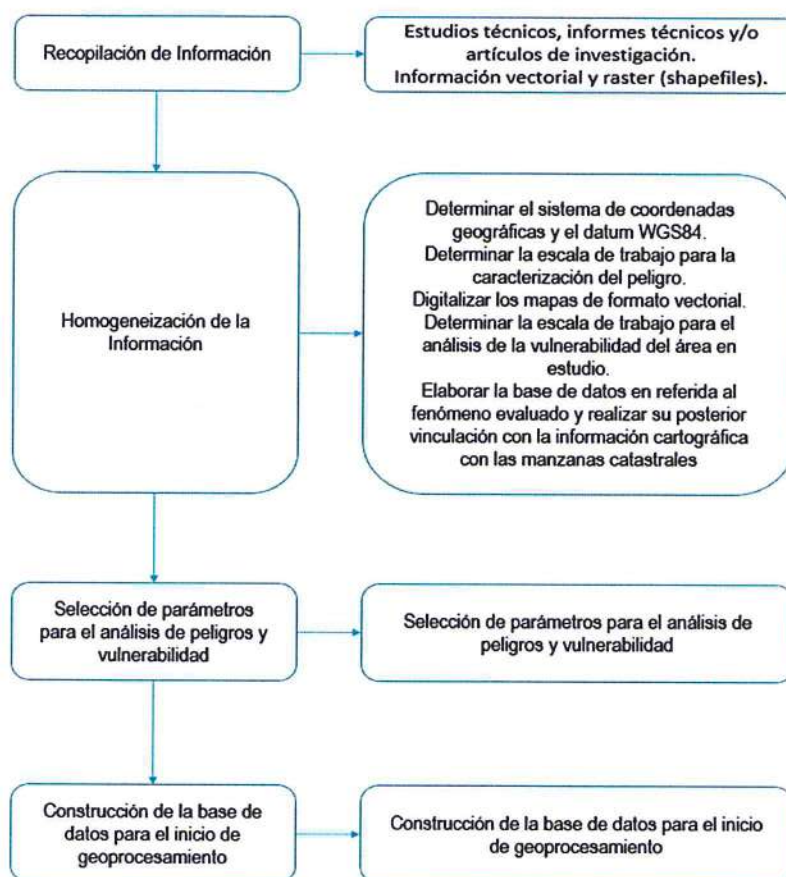 Recopilación de Información
Estudios técnicos, informes técnicos y/o
artículos de investigación.
Información vectorial y raster (shapefiles).
Homogeneización de la
Información
Determinar el sistema de coordenadas
geográficas y el datum WGS84.
Determinar la escala de trabajo para la
caracterización del peligro.
Digitalizar los mapas de formato vectorial.
Determinar la escala de trabajo para el
análisis de la vulnerabilidad del área en
estudio.
Elaborar la base de datos en referida al
fenómeno evaluado y realizar su posterior
vinculación con la información cartográfica
con las manzanas catastrales
Selección de parámetros
para el análisis de peligros y
vulnerabilidad
Selección de parámetros para el análisis de
peligros y vulnerabilidad
Construcción de la base de
datos para el inicio de
geoprocesamiento
Construcción de la base de datos para el inicio
de geoprocesamiento